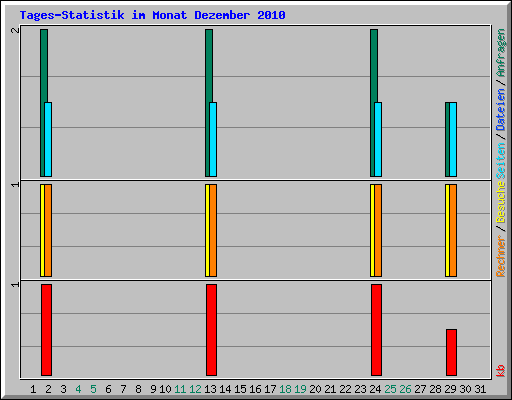 Tages-Statistik im Monat Dezember 2010
2
1
1
Rechner / Besuche Seiten / Dateien / Anfragen
kb
1 2 3 4 5 6 7 8 9 10 11 12 13 14 15 16 17 18 19 20 21 22 23 24 25 26 27 28 29 30 31